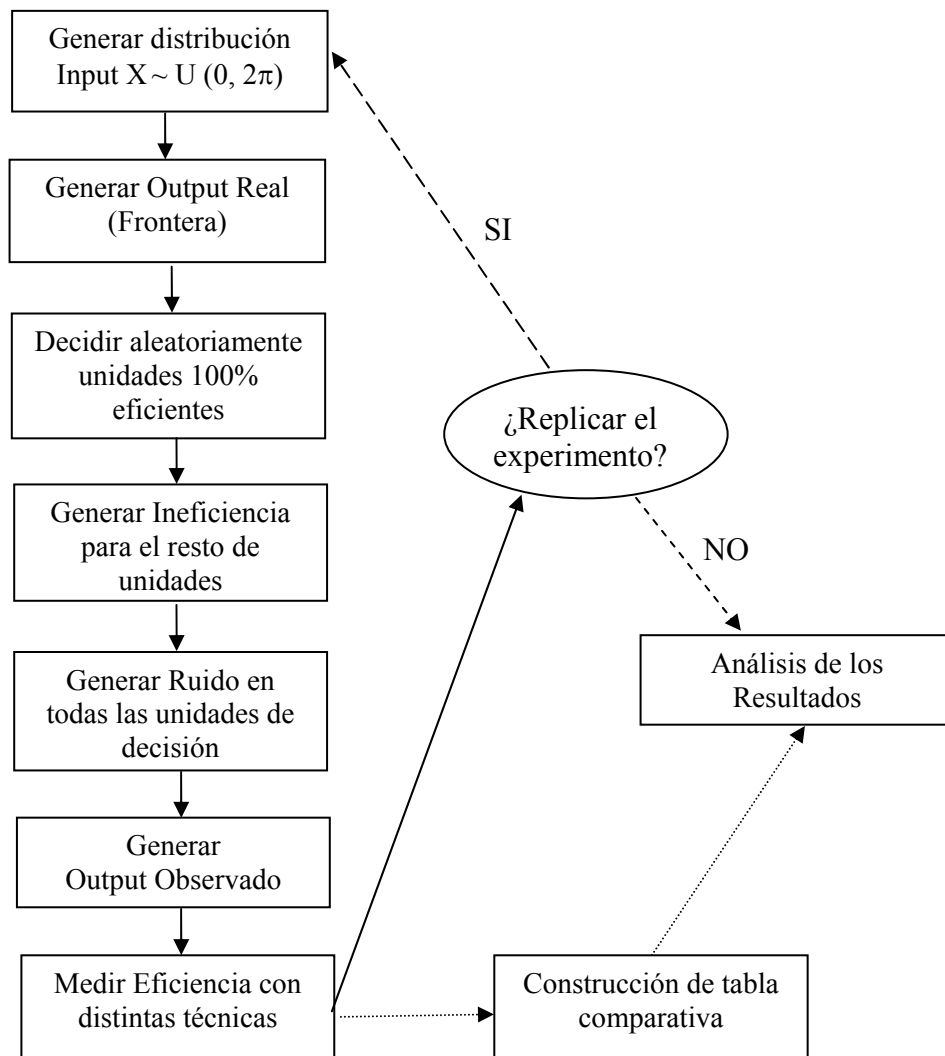 Generar distribución
Input X ~ U (0, 2π)
Generar Output Real
(Frontera)
Decidir aleatoriamente
unidades 100%
eficientes
Generar Ineficiencia
para el resto de
unidades
Generar Ruido en
todas las unidades de
decisión
Generar
Output Observado
Medir Eficiencia con
distintas técnicas
SI
¿Replicar el
experimento?
NO
Análisis de los
Resultados
Construcción de tabla
comparativa